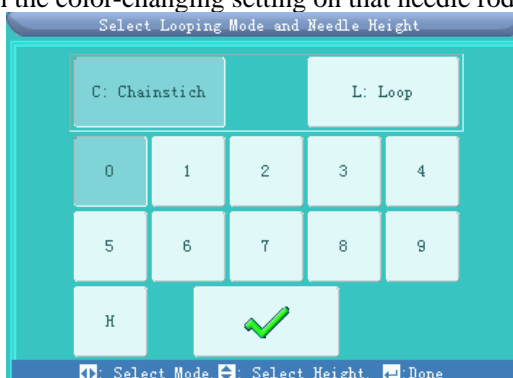 the color-changing setting on that needle rod
Select Looping Mode and Needle Height
C: Chainstich L: Loop
0 1 2 3 4
5 6 7 8 9
H
: Select Mode, : Select Height, :Done